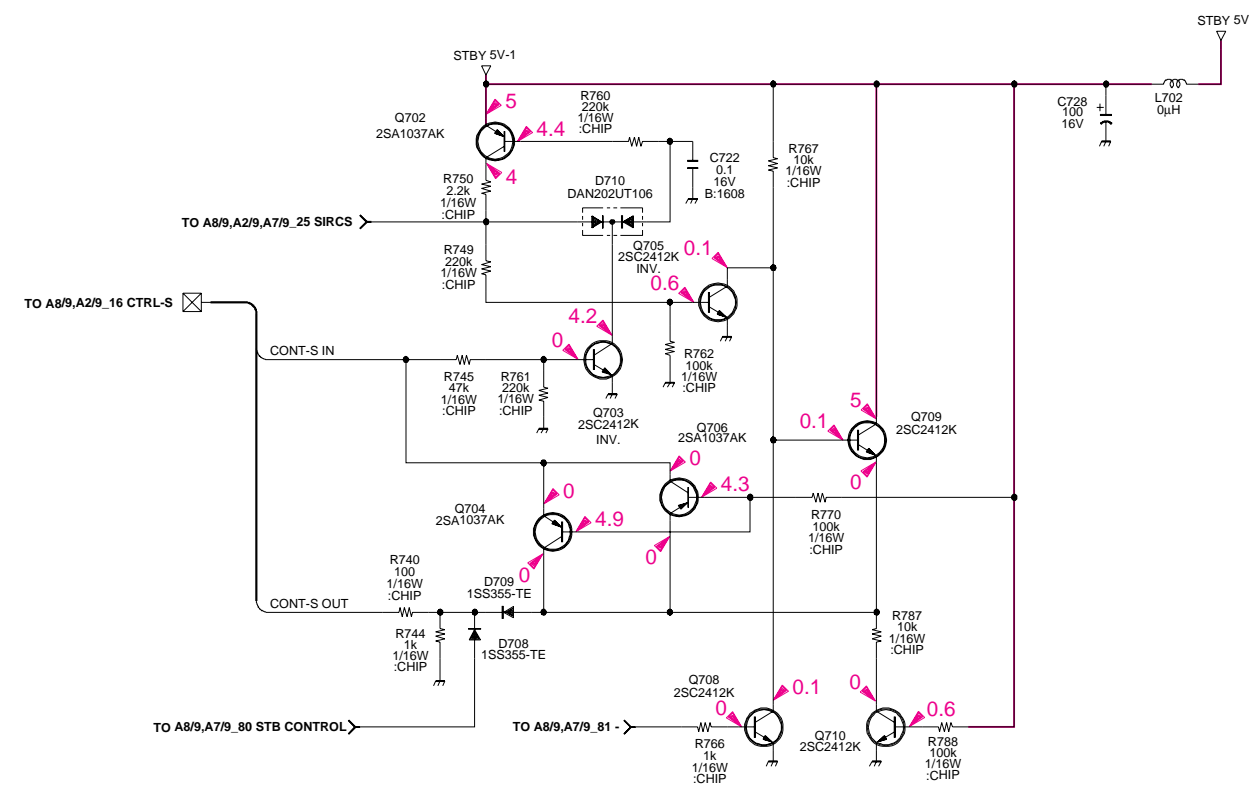 STBY 5V
STBY 5V-1
5
Q702
2SA1037AK
4.4
4
R760
220k
1/16W
:CHIP
C728
100
16V
+
L702
0µH
R767
10k
1/16W
:CHIP
C722
0.1
16V
B:1608
R750
2.2k
1/16W
:CHIP
D710
DAN202UT106
TO A8/9,A2/9,A7/9_25 SIRCS
R749
220k
1/16W
:CHIP
Q705
2SC2412K
INV.
0.1
0.6
TO A8/9,A2/9_16 CTRL-S
4.2
0
CONT-S IN
R745
47k
1/16W
:CHIP
R761
220k
1/16W
:CHIP
R762
100k
1/16W
:CHIP
Q703
2SC2412K
INV.
5
Q709
2SC2412K
0.1
0
Q706
2SA1037AK
0
4.3
0
Q704
2SA1037AK
0
4.9
0
R770
100k
1/16W
:CHIP
R740
100
1/16W
:CHIP
D709
1SS355-TE
CONT-S OUT
R744
1k
1/16W
:CHIP
D708
1SS355-TE
R787
10k
1/16W
:CHIP
Q708
2SC2412K
0.1
0
0
0.6
TO A8/9,A7/9_80 STB CONTROL
TO A8/9,A7/9_81 -
R766
1k
1/16W
:CHIP
Q710
2SC2412K
R788
100k
1/16W
:CHIP